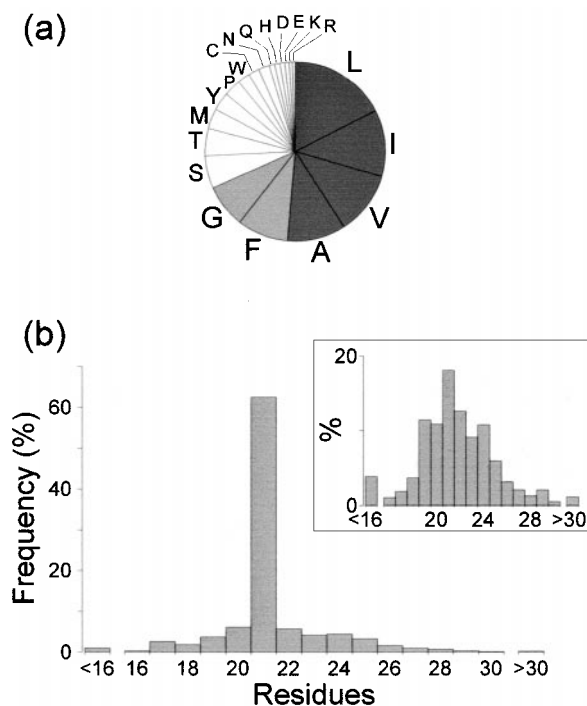 (a)
C N Q H D E K R
W
P
Y
M
T
S
G
F
A
V
I
L
(b)
Frequency (%)
60
40
20
0
<16 16 18 20 22 24 26 28 30 >30
Residues
%
20
0
<16 20 24 28 >30